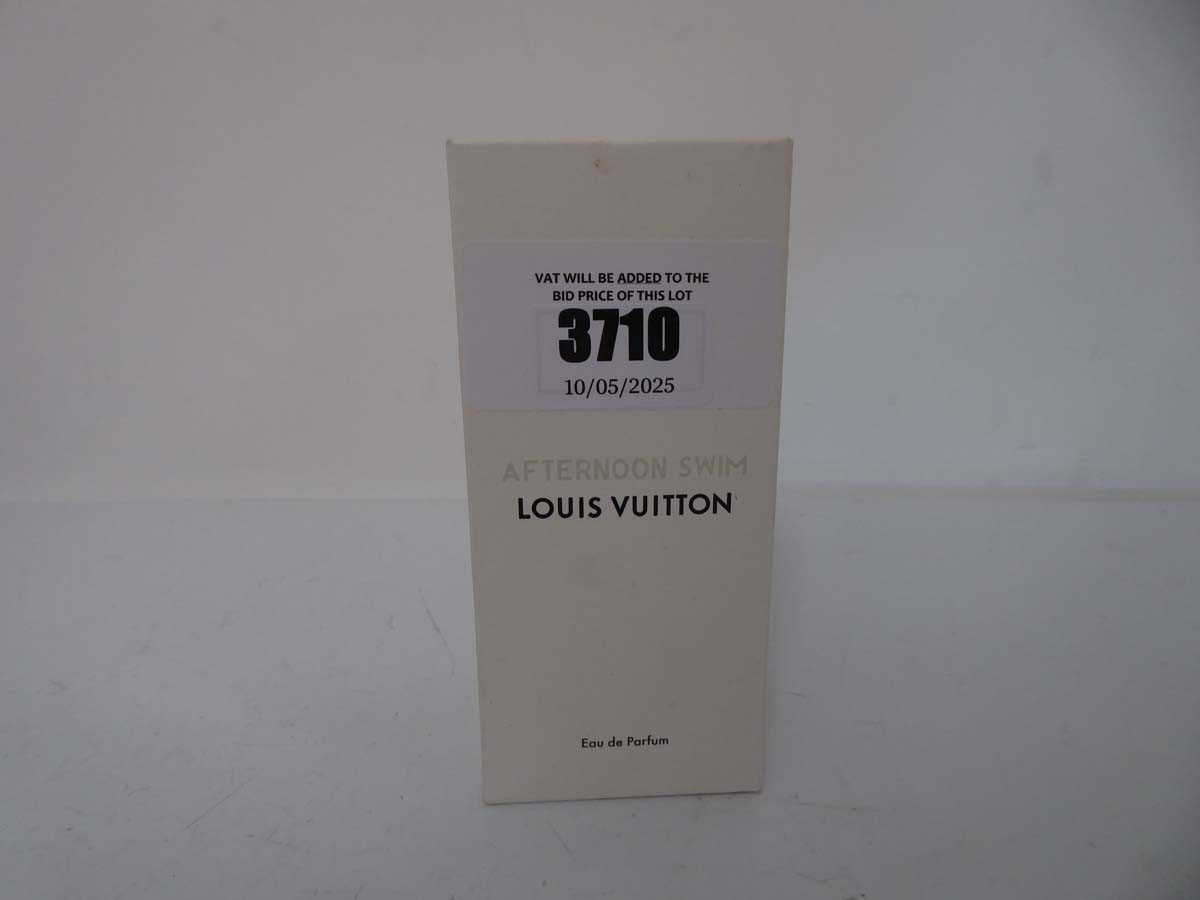 VAT WILL BE ADDED TO THE
BID PRICE OF THIS LOT
3710
10/05/2025
AFTERNOON SWIM
LOUIS VUITTON
Eau de Parfum